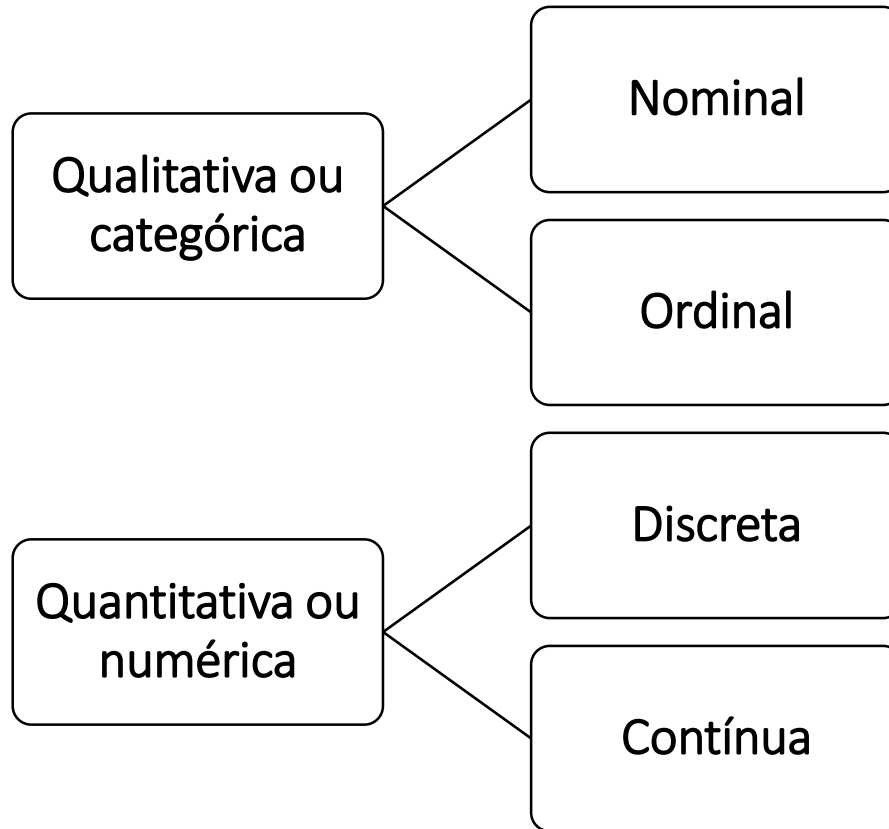 Qualitativa ou
categórica
Nominal
Ordinal
Quantitativa ou
numérica
Discreta
Contínua